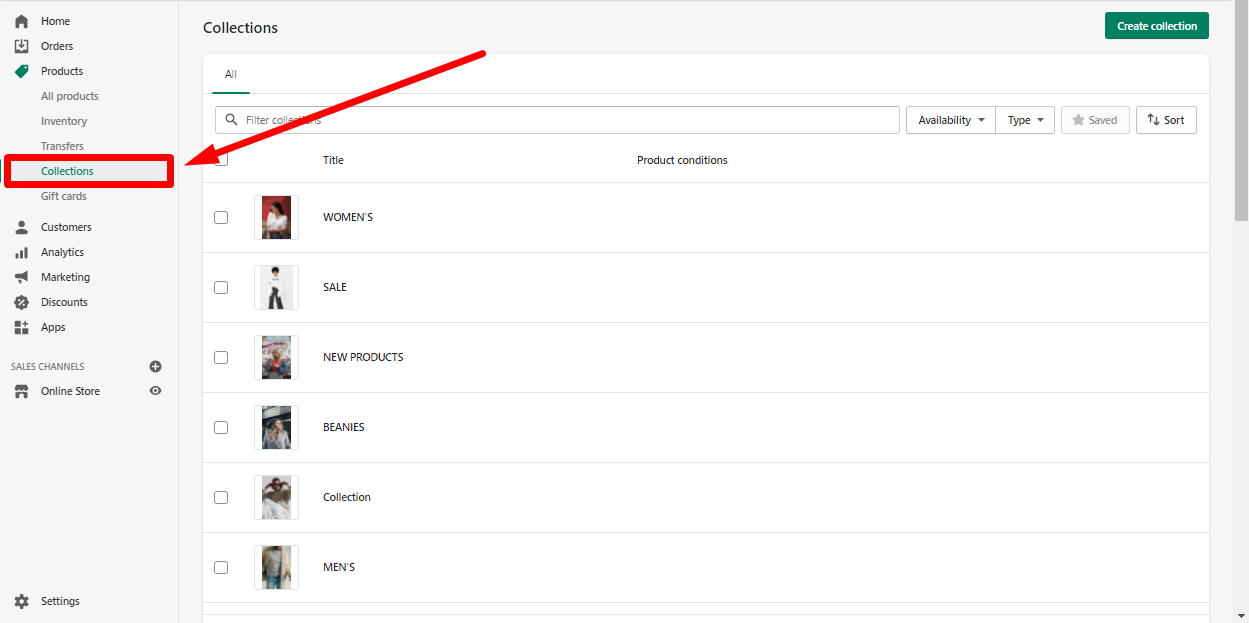 Home
Orders
Products
All products
Inventory
Transfers
Collections
Gift cards
Customers
Analytics
Marketing
Discounts
Apps
SALES CHANNELS
Online Store
Settings
Collections
Create collection
All
Filter collections
Availability
Type
Saved
Sort
Title Product conditions
WOMEN'S
SALE
NEW PRODUCTS
BEANIES
Collection
MEN'S